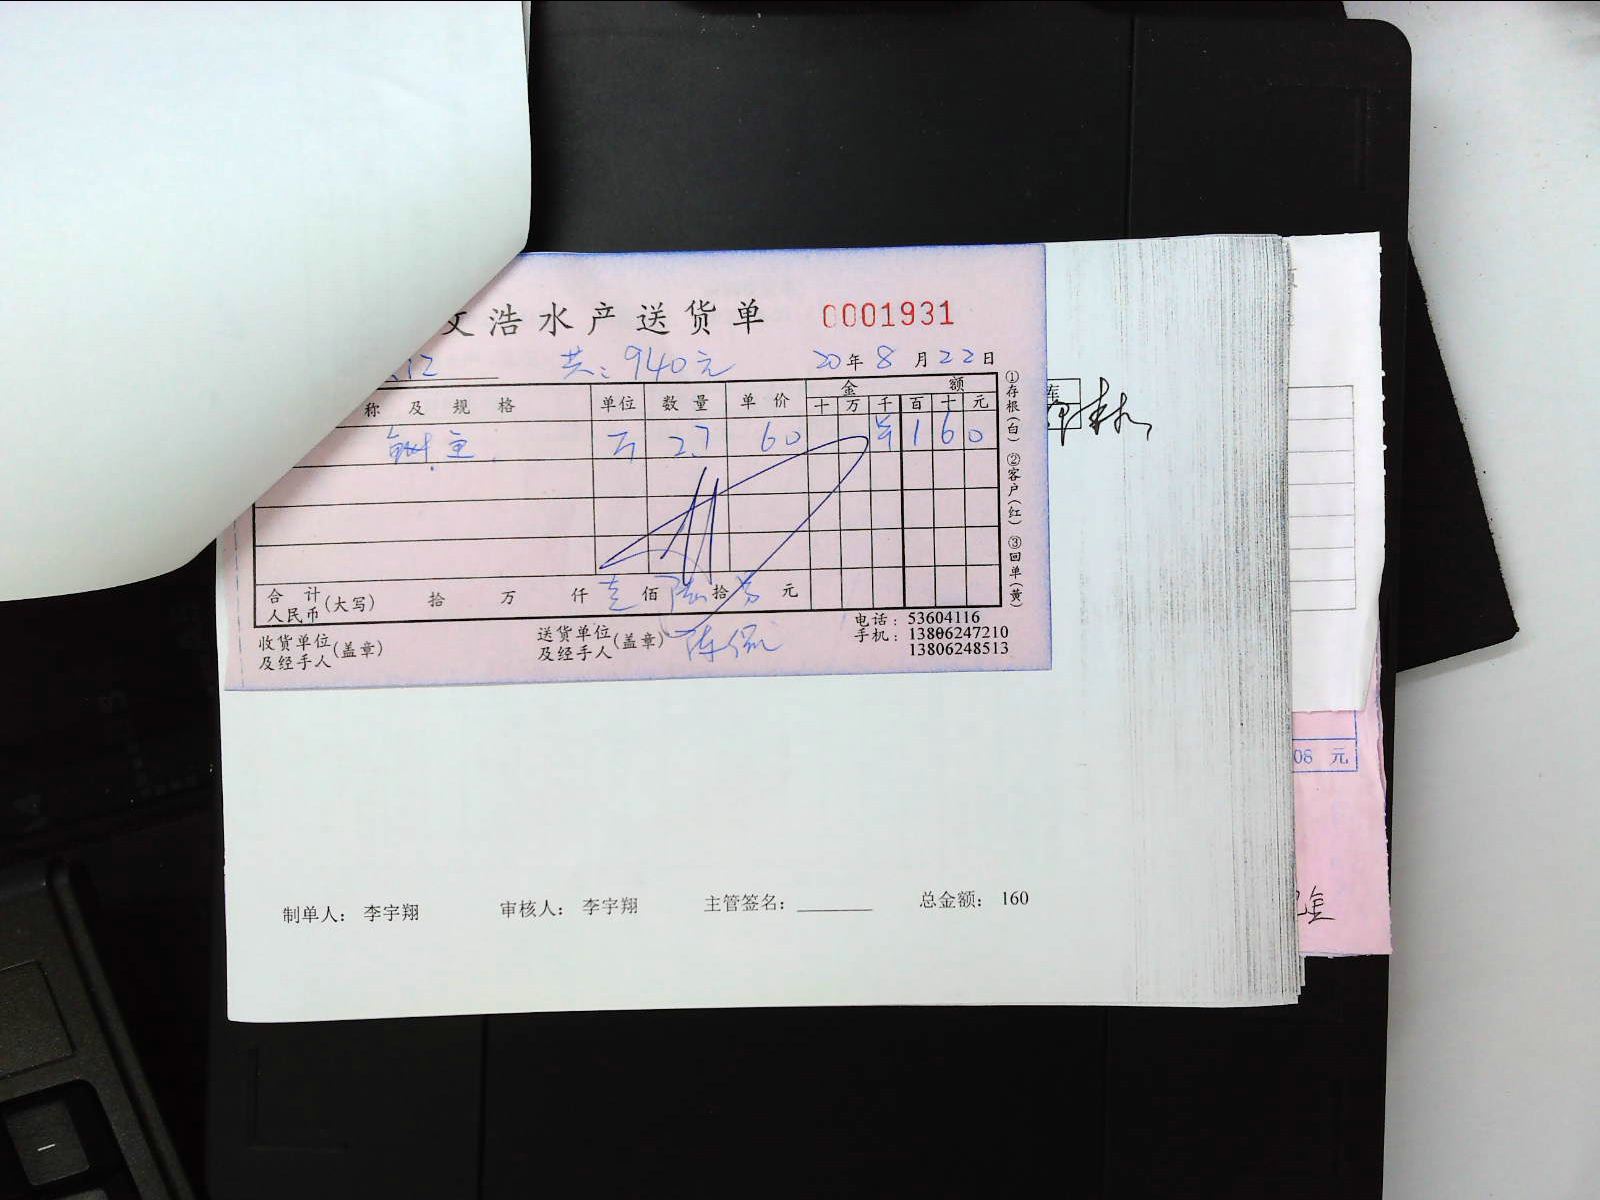 文浩水产送货单 0001931
共:940元 20年8月22日
称及规格 单位 数量 单价 金额
十万千百十元
2.7 60 160
合计
人民币(大写) 拾 万 仟 壹 佰 陆 拾 元
收货单位
及经手人(盖章)
送货单位
及经手人(盖章)
电话:53604116
手机:13806247210
13806248513
①存根(白) ②客户(红) ③回单(黄)
库
08 元
制单人: 李宇翔 审核人: 李宇翔 主管签名: 总金额: 160